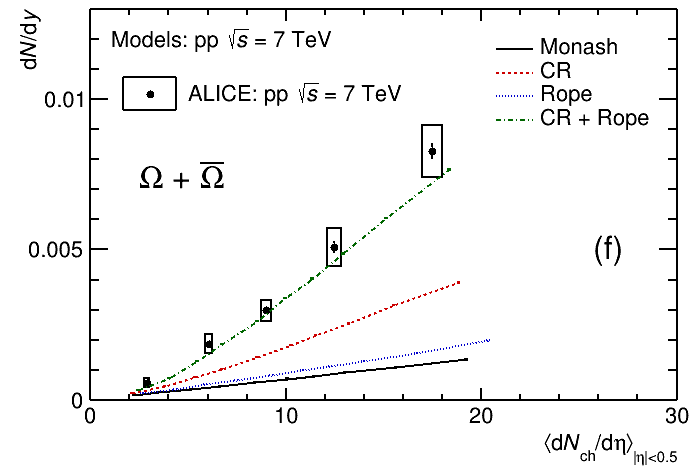 dN/dy
Models: pp √s = 7 TeV
ALICE: pp √s = 7 TeV
Monash
CR
Rope
CR + Rope
Ω + Ω̅
(f)
0.01
0.005
0
0 10 20 30
⟨dN_ch/dη⟩_|η|<0.5